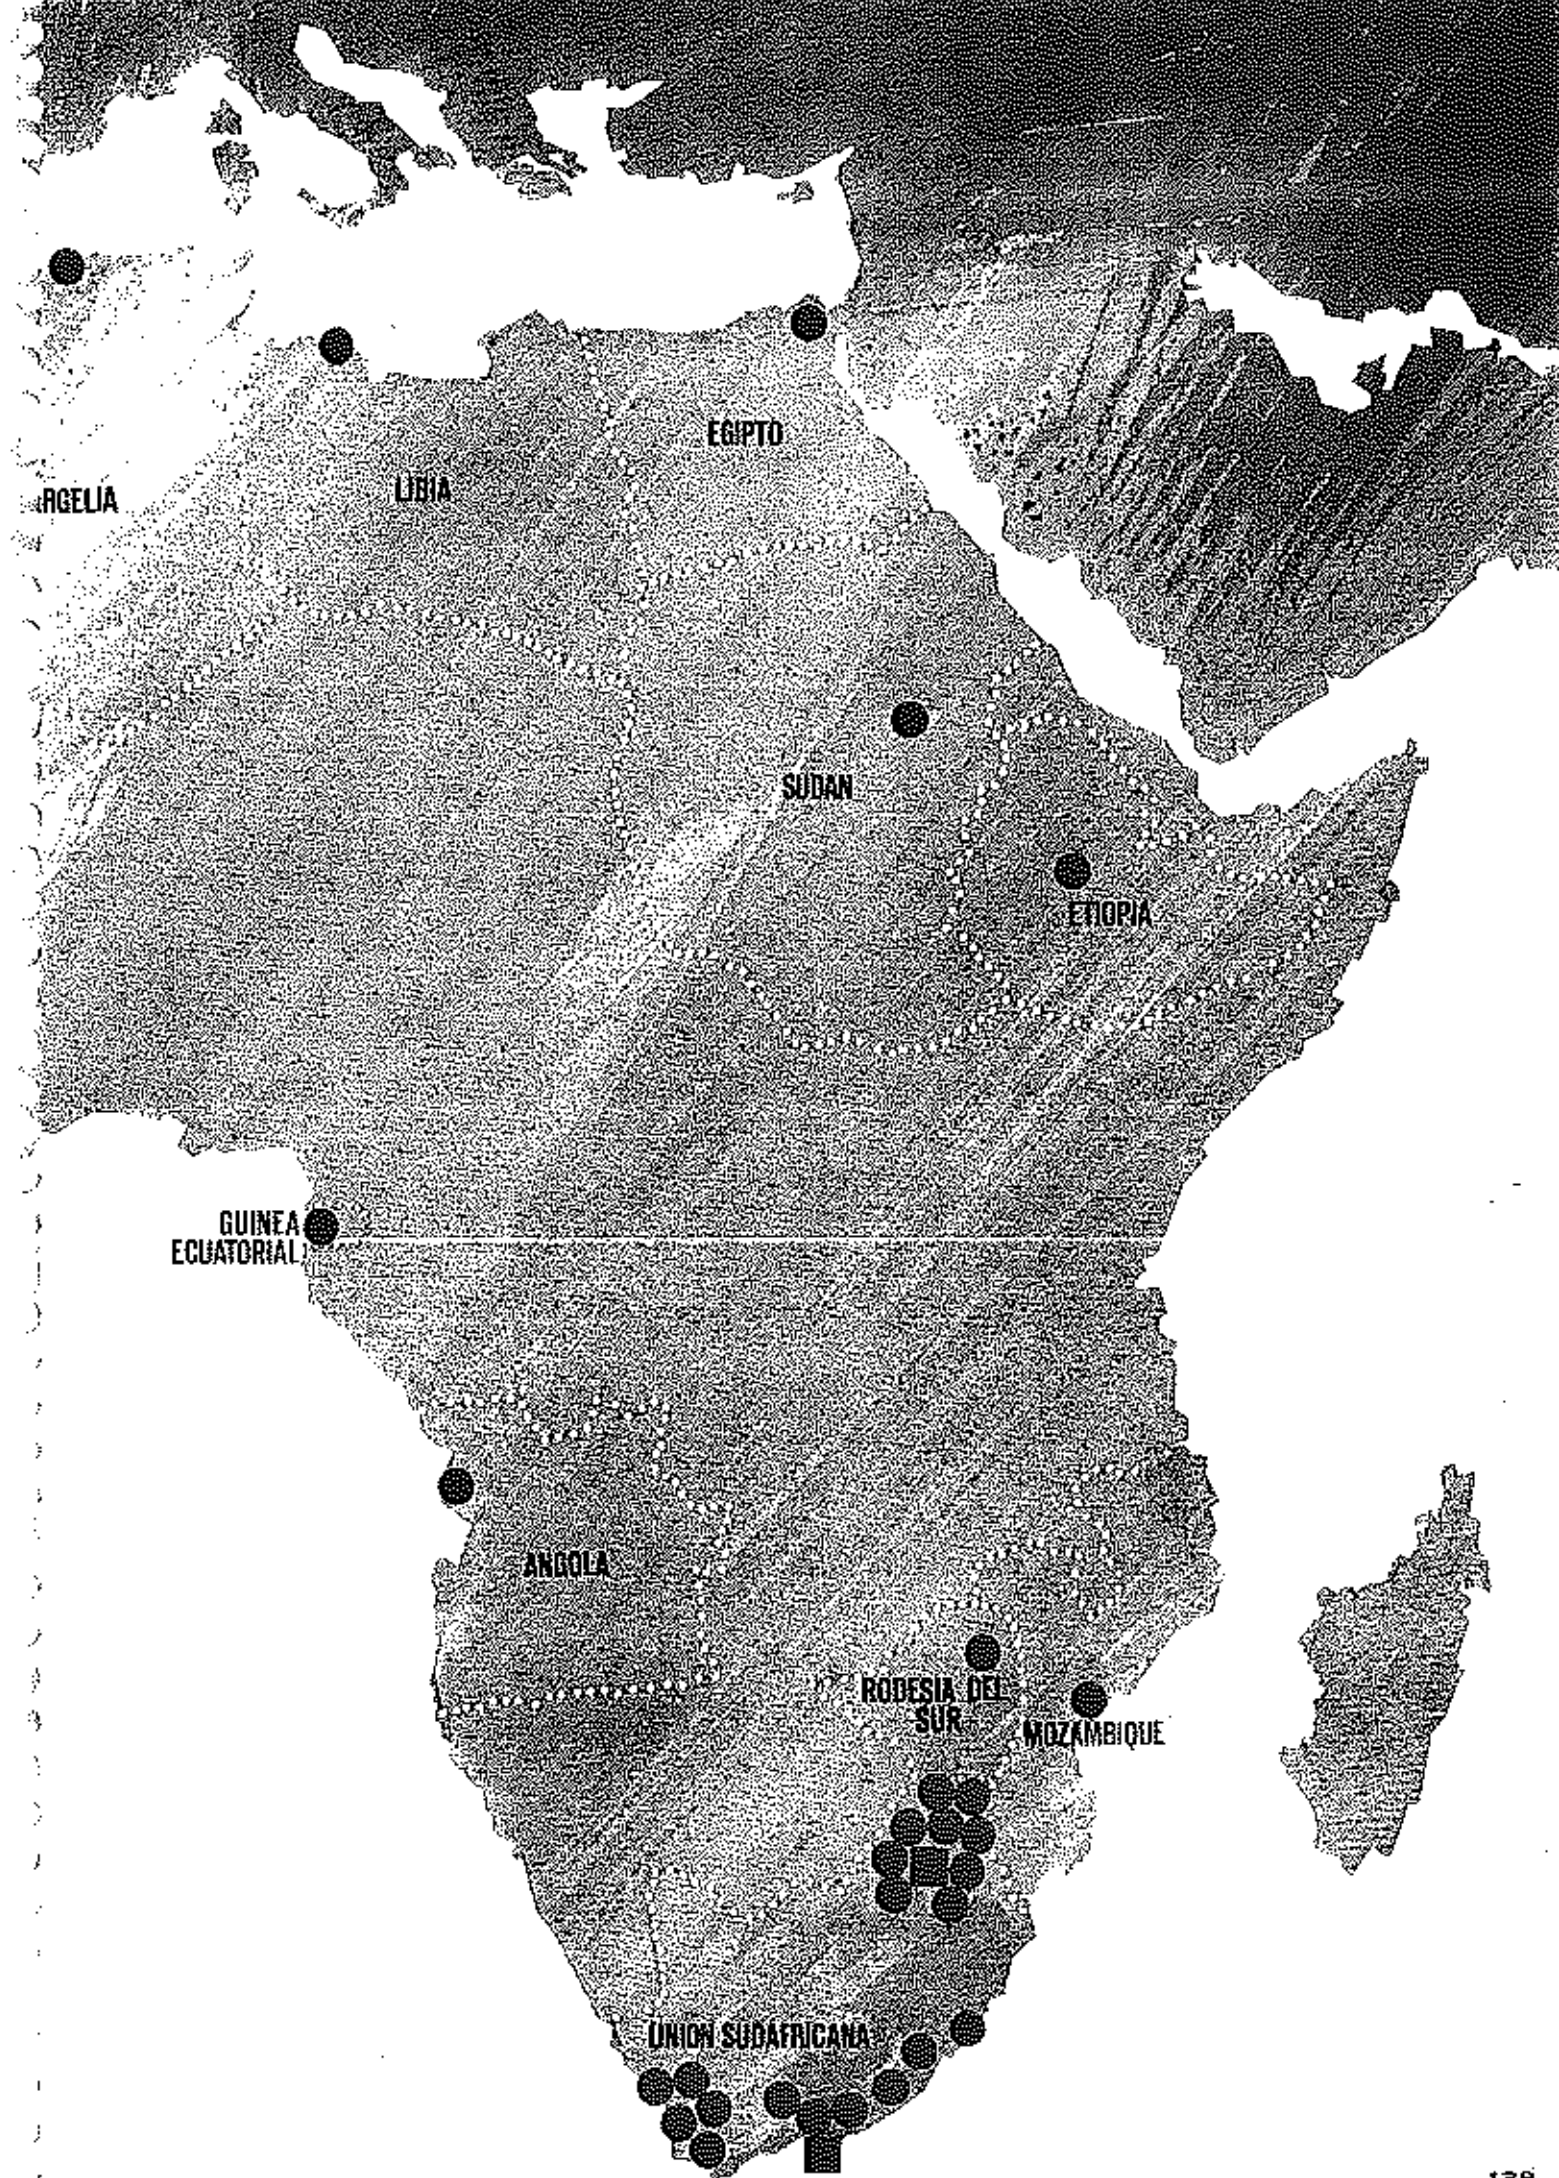 EGIPTO
LIBIA
RGELIA
SUDAN
ETIOPIA
GUINEA
ECUATORIAL
ANGOLA
RODESIA DEL
SUR
MOZAMBIQUE
UNION SUDAFRICANA